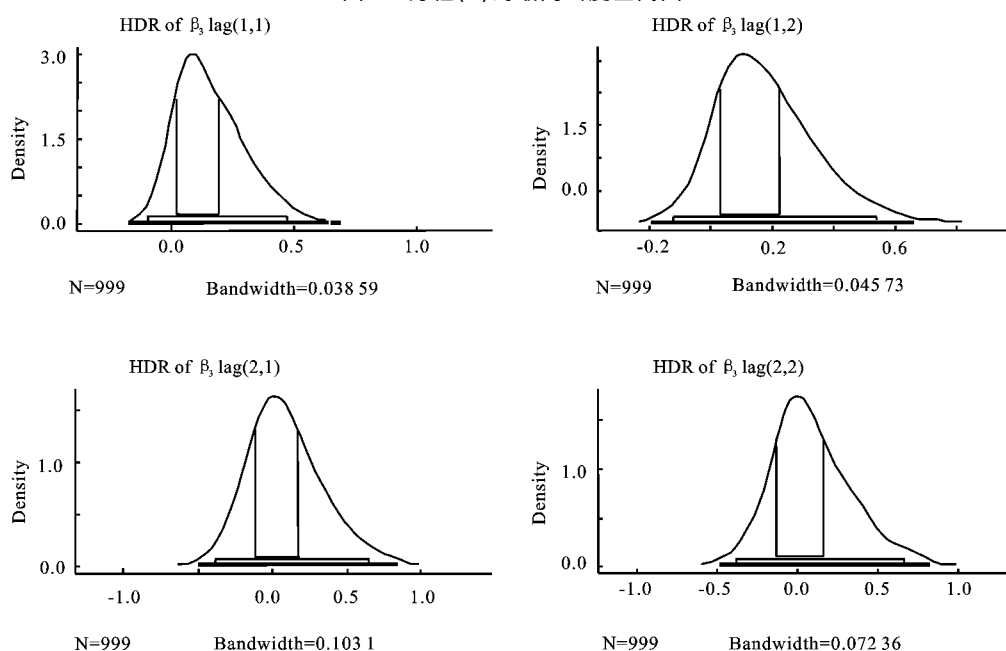 HDR of β₃ lag(1,1)
3.0
1.5
0.0
Density
0.0 0.5 1.0
N=999 Bandwidth=0.038 59
HDR of β₃ lag(1,2)
1.5
0.0
Density
-0.2 0.2 0.6
N=999 Bandwidth=0.045 73
HDR of β₃ lag(2,1)
1.0
0.0
Density
-1.0 0.0 0.5 1.0
N=999 Bandwidth=0.103 1
HDR of β₃ lag(2,2)
1.0
0.0
Density
-1.0 -0.5 0.0 1.0
N=999 Bandwidth=0.072 36